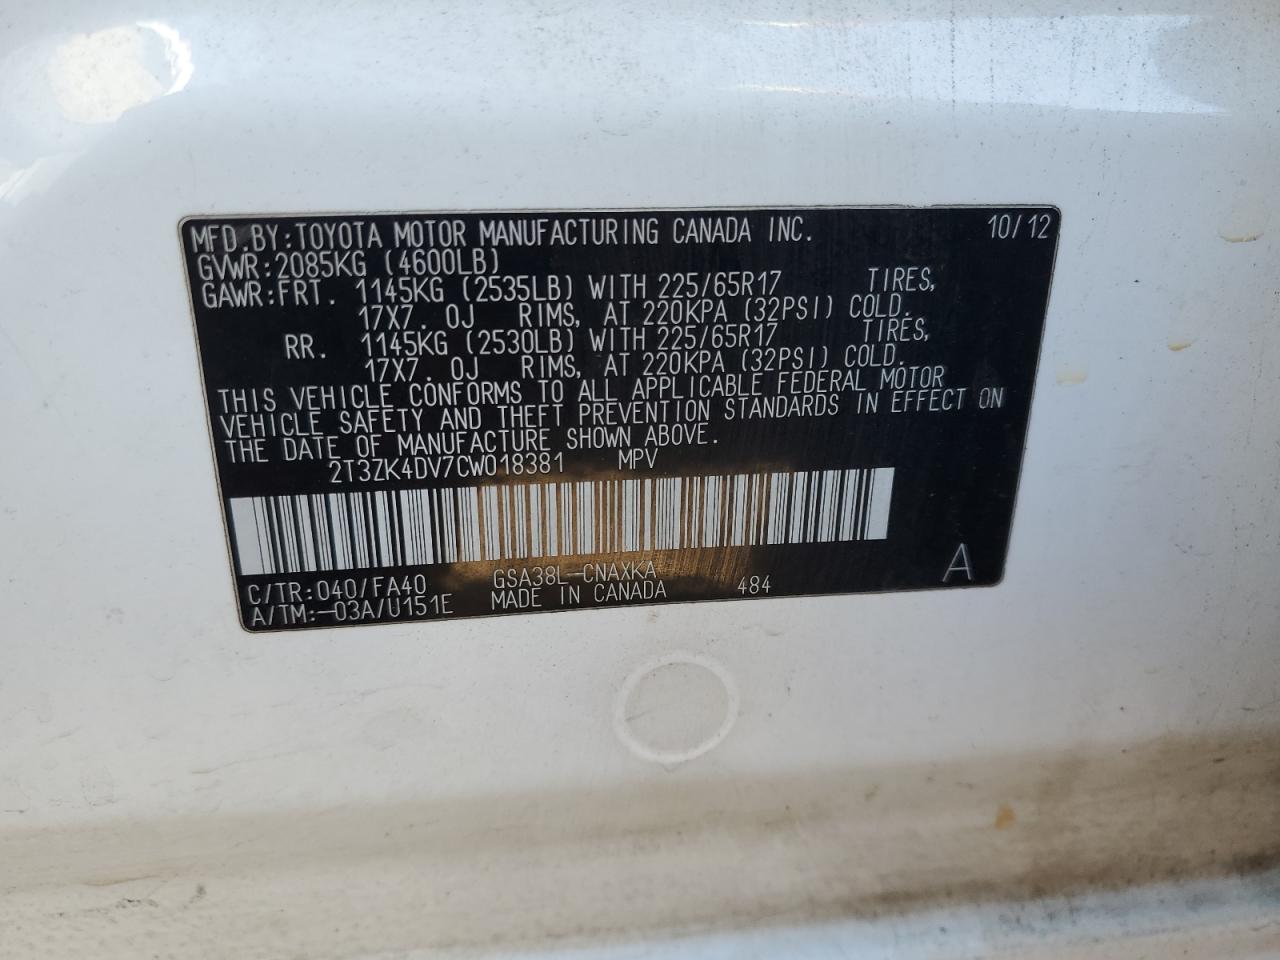 MFD.BY:TOYOTA MOTOR MANUFACTURING CANADA INC. 10/12
GVWR:2085KG (4600LB)
GAWR:FRT. 1145KG (2535LB) WITH 225/65R17 TIRES,
17X7.0J RIMS, AT 220KPA (32PSI) COLD.
RR. 1145KG (2530LB) WITH 225/65R17 TIRES,
17X7.0J RIMS, AT 220KPA (32PSI) COLD.
THIS VEHICLE CONFORMS TO ALL APPLICABLE FEDERAL MOTOR
VEHICLE SAFETY AND THEFT PREVENTION STANDARDS IN EFFECT ON
THE DATE OF MANUFACTURE SHOWN ABOVE.
2T3ZK4DV7CW018381 MPV
C/TR:040/FA40 GSA38L-CNAXKA
A/TM:-03A/U151E MADE IN CANADA 484 A